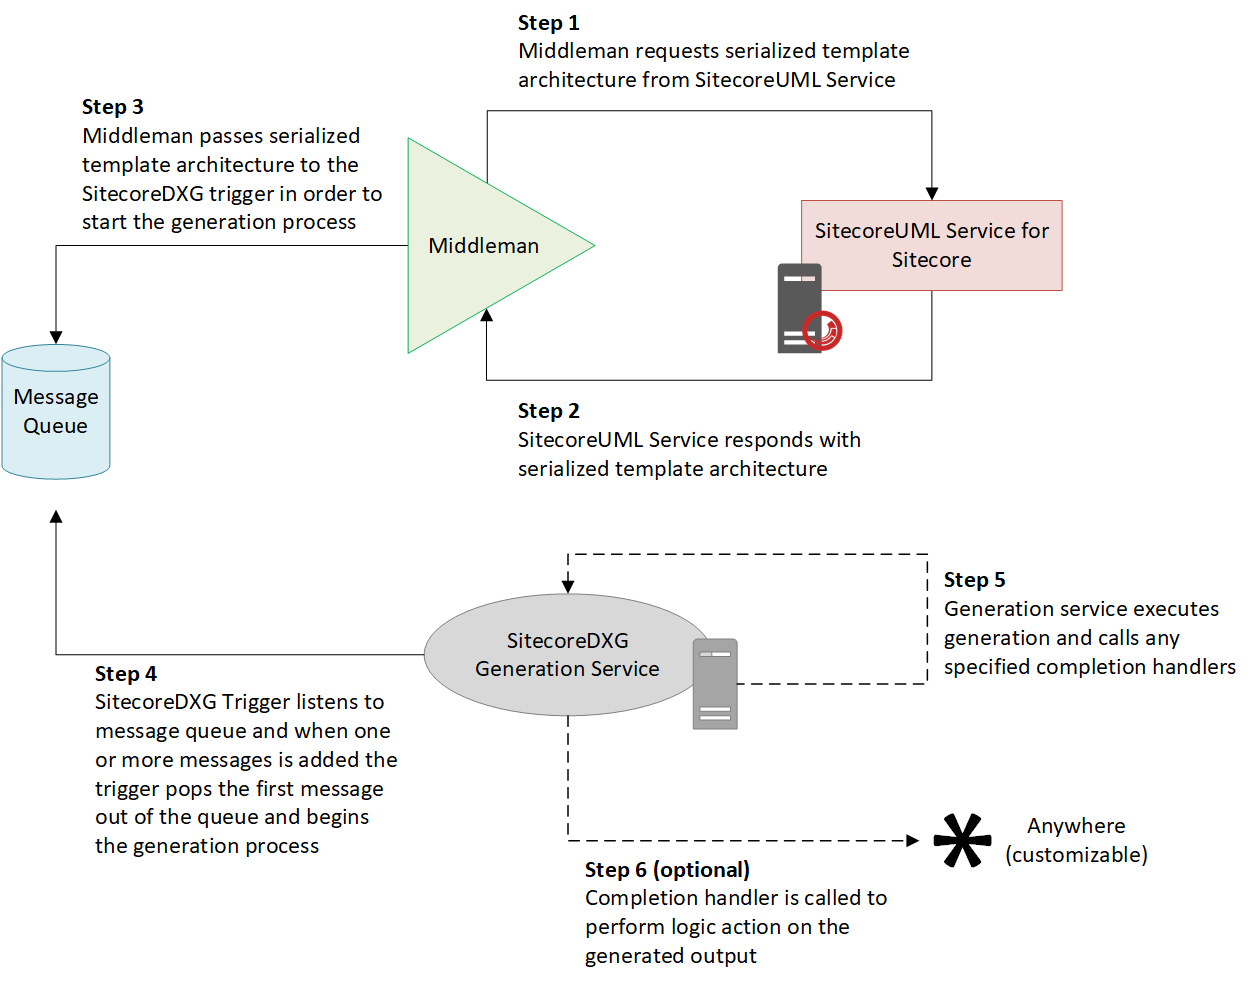 Step 1
Middleman requests serialized template
architecture from SitecoreUML Service
Step 3
Middleman passes serialized
template architecture to the
SitecoreDXG trigger in order to
start the generation process
Middleman
SitecoreUML Service for
Sitecore
Message
Queue
Step 2
SitecoreUML Service responds with
serialized template architecture
Step 5
Generation service executes
generation and calls any
specified completion handlers
SitecoreDXG
Generation Service
Step 4
SitecoreDXG Trigger listens to
message queue and when one
or more messages is added the
trigger pops the first message
out of the queue and begins
the generation process
Anywhere
(customizable)
Step 6 (optional)
Completion handler is called to
perform logic action on the
generated output